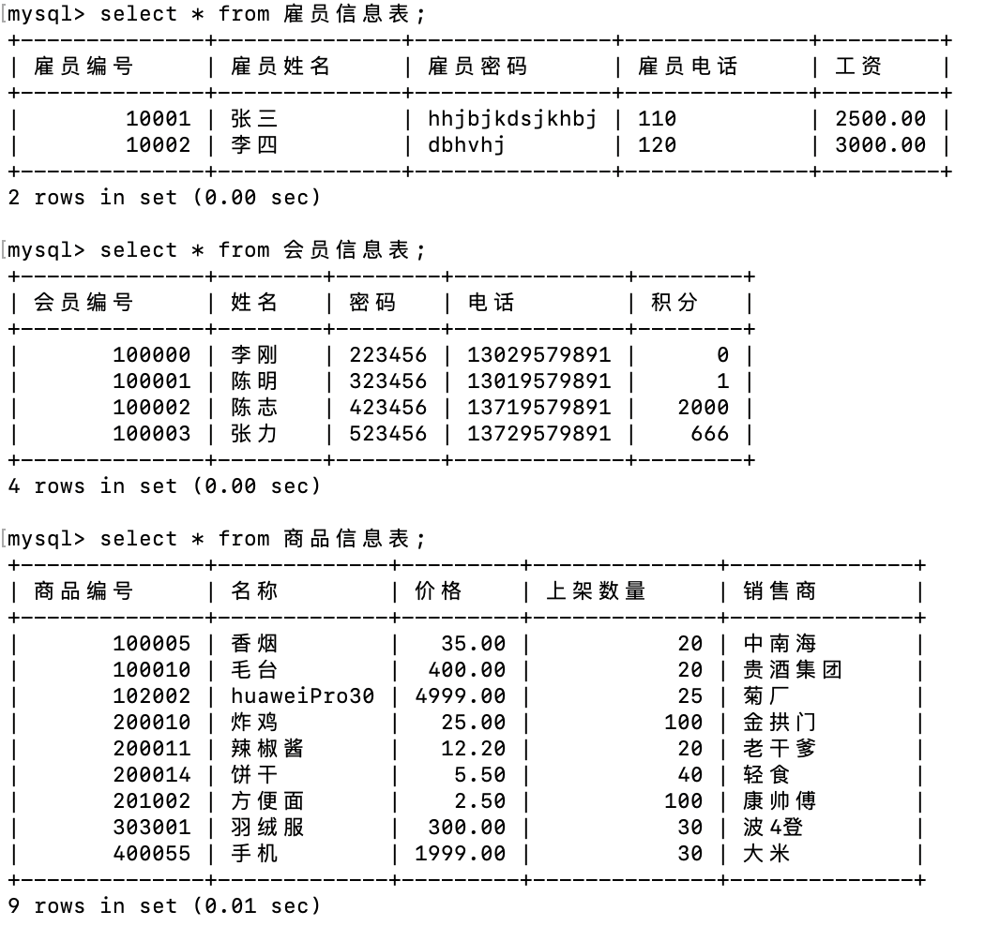 mysql> select * from 雇员信息表;
+--------------+--------------+---------------+--------------+---------+
| 雇员编号 | 雇员姓名 | 雇员密码 | 雇员电话 | 工资 |
+--------------+--------------+---------------+--------------+---------+
| 10001 | 张三 | hhjbjkdsjkhbj | 110 | 2500.00 |
| 10002 | 李四 | dbhvhj | 120 | 3000.00 |
+--------------+--------------+---------------+--------------+---------+
2 rows in set (0.00 sec)
mysql> select * from 会员信息表;
+--------------+--------+--------+-------------+--------+
| 会员编号 | 姓名 | 密码 | 电话 | 积分 |
+--------------+--------+--------+-------------+--------+
| 100000 | 李刚 | 223456 | 13029579891 | 0 |
| 100001 | 陈明 | 323456 | 13019579891 | 1 |
| 100002 | 陈志 | 423456 | 13719579891 | 2000 |
| 100003 | 张力 | 523456 | 13729579891 | 666 |
+--------------+--------+--------+-------------+--------+
4 rows in set (0.00 sec)
mysql> select * from 商品信息表;
+--------------+-------------+---------+--------------+--------------+
| 商品编号 | 名称 | 价格 | 上架数量 | 销售商 |
+--------------+-------------+---------+--------------+--------------+
| 100005 | 香烟 | 35.00 | 20 | 中南海 |
| 100010 | 毛台 | 400.00 | 20 | 贵酒集团 |
| 102002 | huaweiPro30 | 4999.00 | 25 | 菊厂 |
| 200010 | 炸鸡 | 25.00 | 100 | 金拱门 |
| 200011 | 辣椒酱 | 12.20 | 20 | 老干爹 |
| 200014 | 饼干 | 5.50 | 40 | 轻食 |
| 201002 | 方便面 | 2.50 | 100 | 康帅傅 |
| 303001 | 羽绒服 | 300.00 | 30 | 波4登 |
| 400055 | 手机 | 1999.00 | 30 | 大米 |
+--------------+-------------+---------+--------------+--------------+
9 rows in set (0.01 sec)